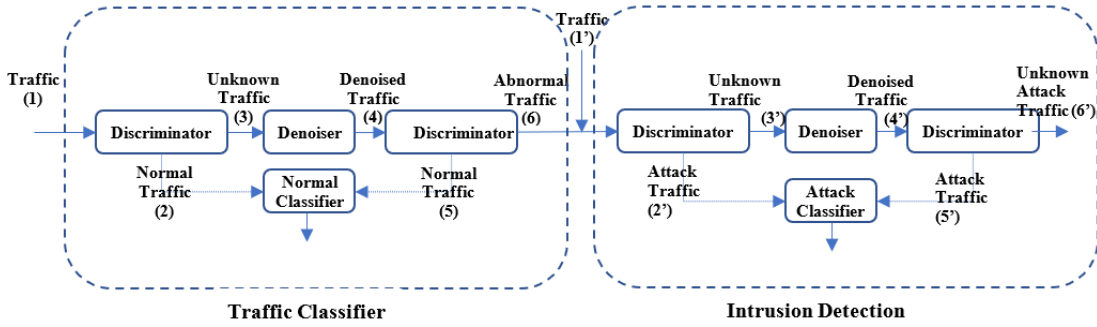 Traffic
(1)
Discriminator
Unknown
Traffic
(3)
Denoiser
Denoised
Traffic
(4)
Discriminator
Abnormal
Traffic
(6)
Normal
Traffic
(2)
Normal
Classifier
Normal
Traffic
(5)
Traffic Classifier
Traffic
(1’)
Discriminator
Unknown
Traffic
(3’)
Denoiser
Denoised
Traffic
(4’)
Discriminator
Unknown
Attack
Traffic (6’)
Attack
Traffic
(2’)
Attack
Classifier
Attack
Traffic
(5’)
Intrusion Detection